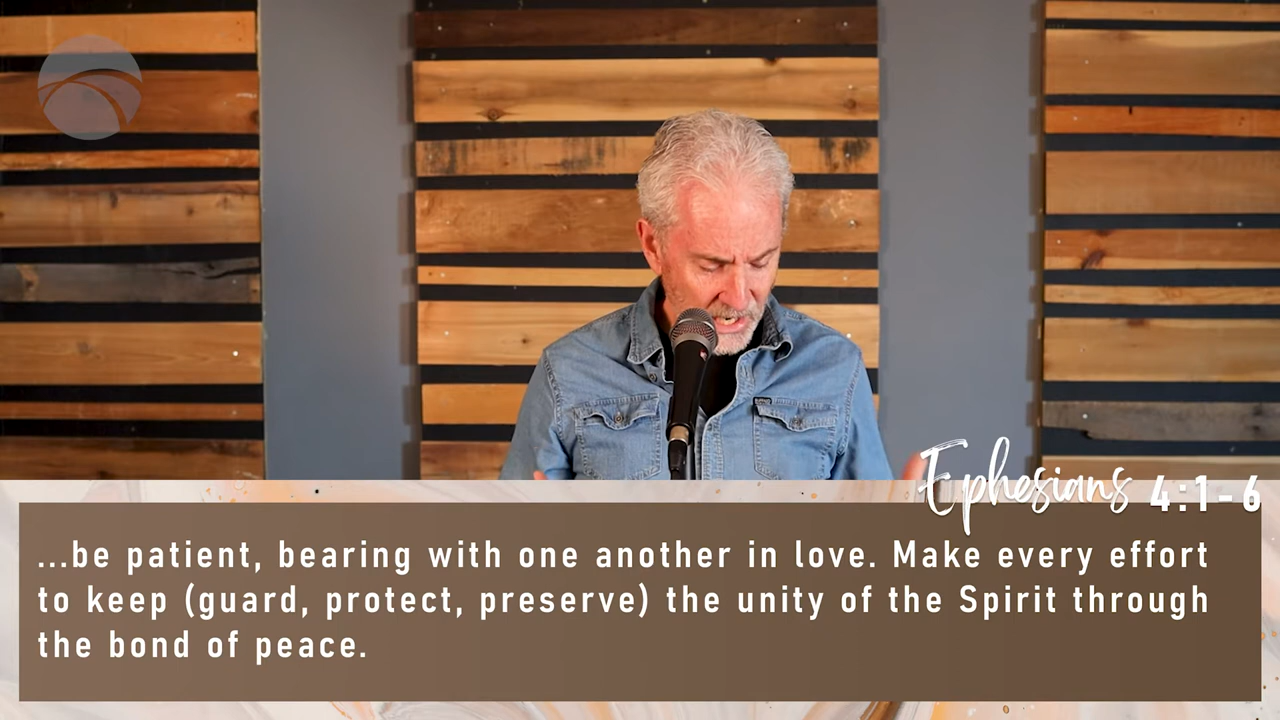 Ephesians 4:1-6
...be patient, bearing with one another in love. Make every effort
to keep (guard, protect, preserve) the unity of the Spirit through
the bond of peace.